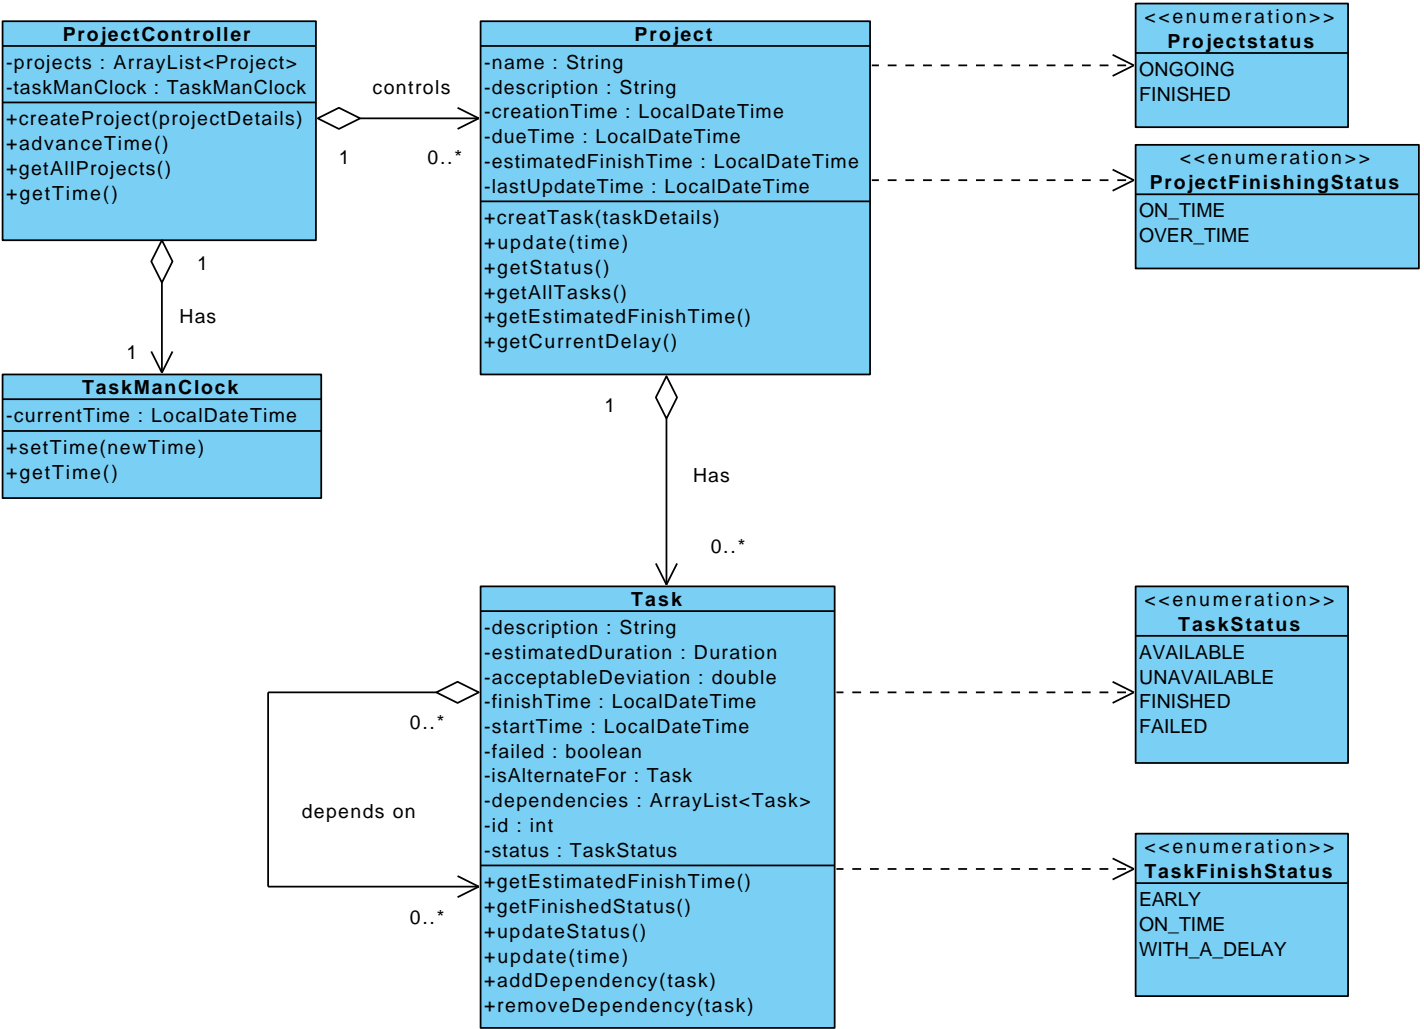 ProjectController
-projects : ArrayList<Project>
-taskManClock : TaskManClock
+createProject(projectDetails)
+advanceTime()
+getAllProjects()
+getTime()
controls
1
0..*
Project
-name : String
-description : String
-creationTime : LocalDateTime
-dueTime : LocalDateTime
-estimatedFinishTime : LocalDateTime
-lastUpdateTime : LocalDateTime
+creatTask(taskDetails)
+update(time)
+getStatus()
+getAllTasks()
+getEstimatedFinishTime()
+getCurrentDelay()
<<enumeration>>
Projectstatus
ONGOING
FINISHED
<<enumeration>>
ProjectFinishingStatus
ON_TIME
OVER_TIME
1
Has
1
TaskManClock
-currentTime : LocalDateTime
+setTime(newTime)
+getTime()
1
Has
0..*
Task
-description : String
-estimatedDuration : Duration
-acceptableDeviation : double
-finishTime : LocalDateTime
-startTime : LocalDateTime
-failed : boolean
-isAlternateFor : Task
-dependencies : ArrayList<Task>
-id : int
-status : TaskStatus
+getEstimatedFinishTime()
+getFinishedStatus()
+updateStatus()
+update(time)
+addDependency(task)
+removeDependency(task)
0..*
depends on
0..*
<<enumeration>>
TaskStatus
AVAILABLE
UNAVAILABLE
FINISHED
FAILED
<<enumeration>>
TaskFinishStatus
EARLY
ON_TIME
WITH_A_DELAY